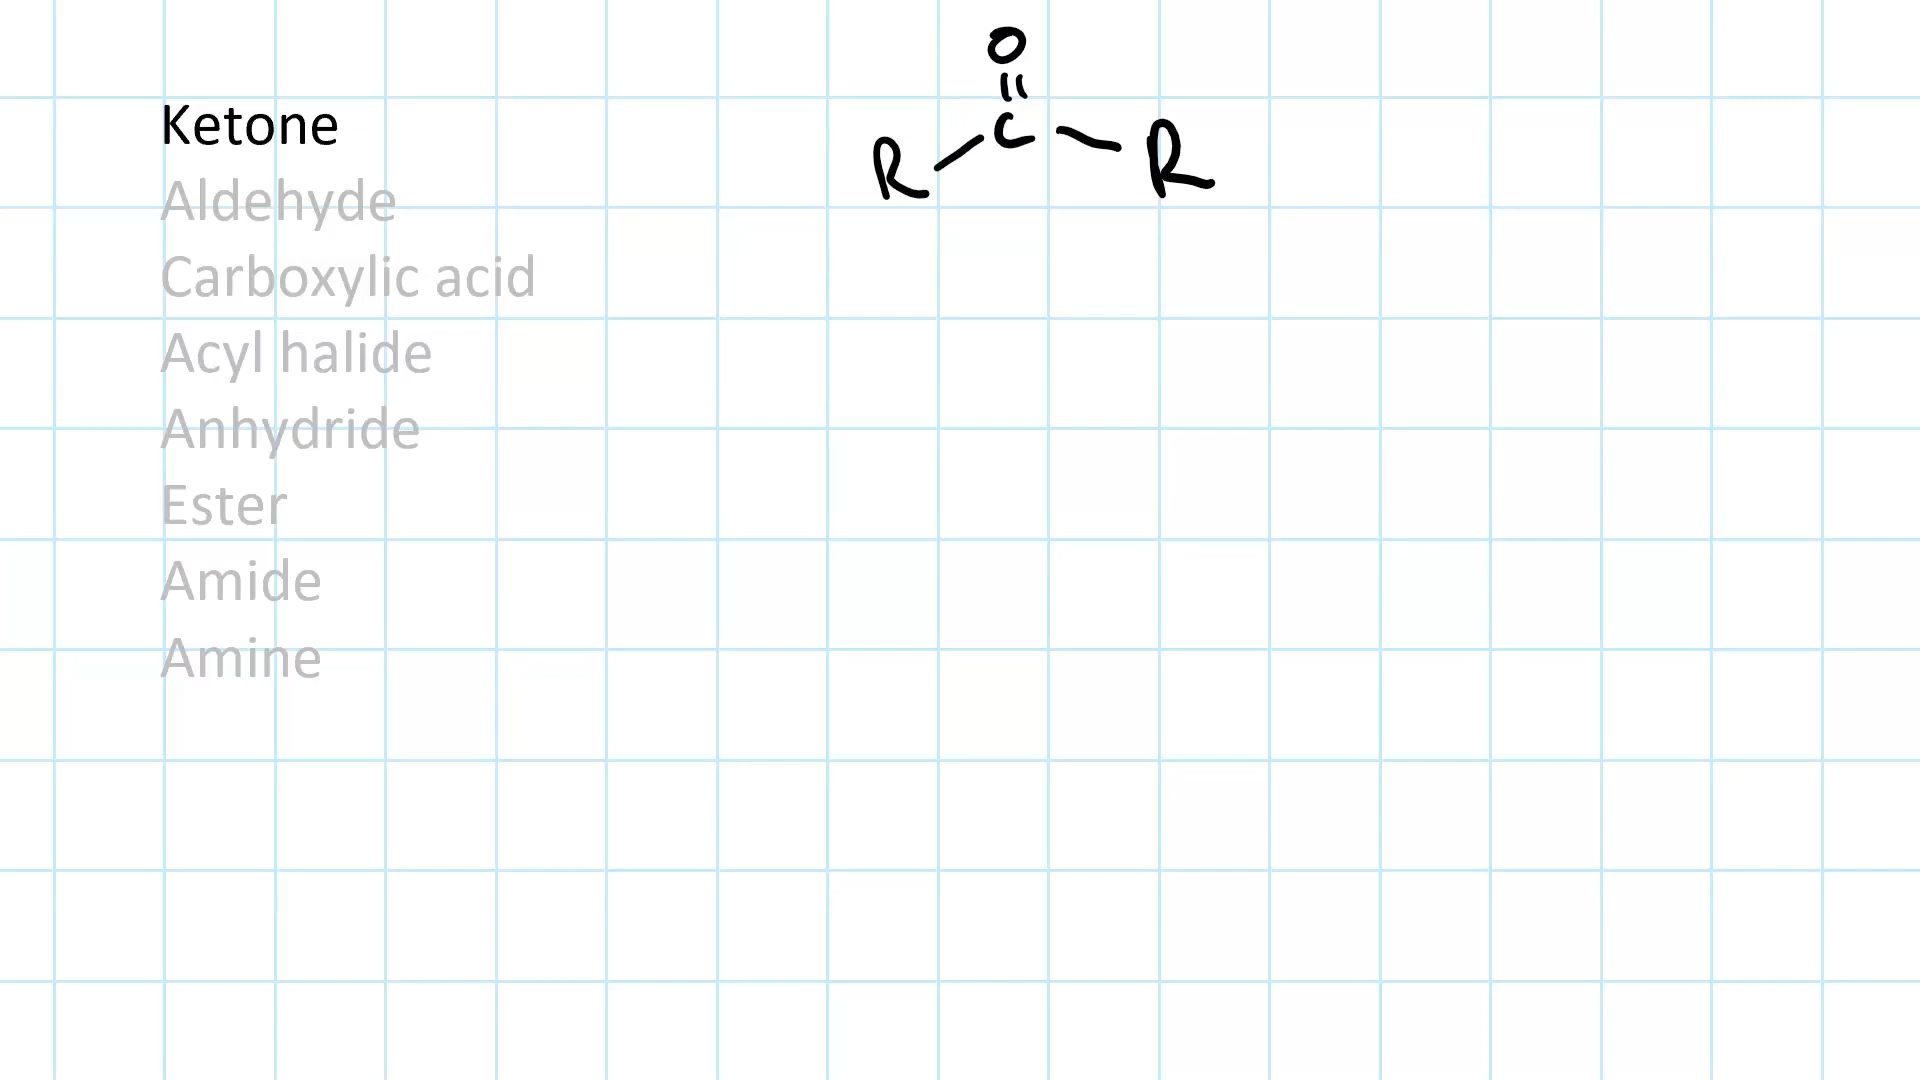 O
||
Ketone
R - C - R
Aldehyde
Carboxylic acid
Acyl halide
Anhydride
Ester
Amide
Amine